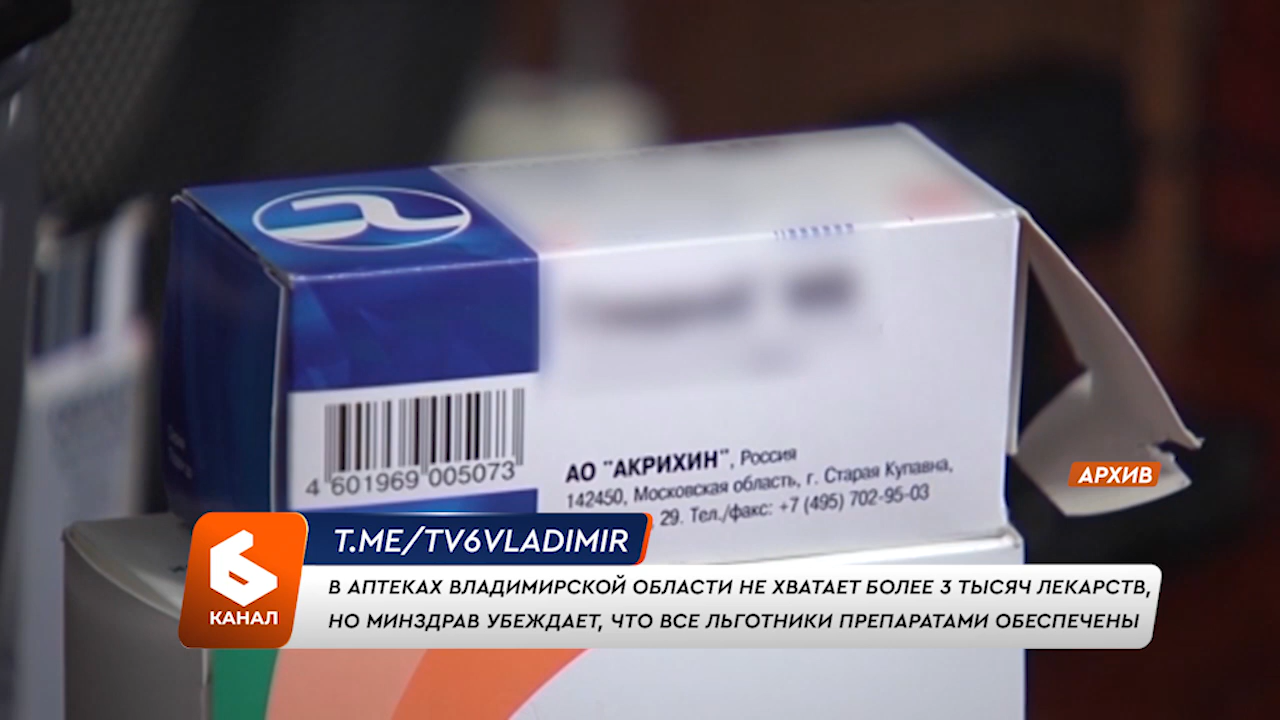 4 601969 005073
АО "АКРИХИН", Россия
142450, Московская область, г. Старая Купавна,
29. Тел./факс: +7 (495) 702-95-03
АРХИВ
6
КАНАЛ
T.ME/TV6VLADIMIR
В АПТЕКАХ ВЛАДИМИРСКОЙ ОБЛАСТИ НЕ ХВАТАЕТ БОЛЕЕ 3 ТЫСЯЧ ЛЕКАРСТВ,
НО МИНЗДРАВ УБЕЖДАЕТ, ЧТО ВСЕ ЛЬГОТНИКИ ПРЕПАРАТАМИ ОБЕСПЕЧЕНЫ